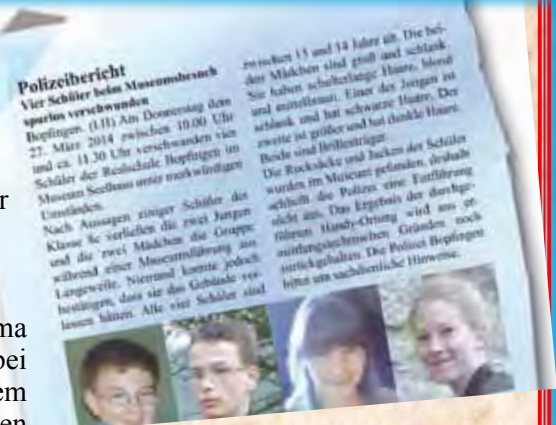 Polizeibericht
Vier Schüler beim Museumsbesuch
spurlos verschwunden
Bopfingen. (LH) Am Donnerstag dem
27. März 2014 zwischen 10.00 Uhr
und ca. 11.30 Uhr verschwanden vier
Schüler der Realschule Bopfingen im
Museum Seelhaus unter merkwürdigen
Umständen.
Nach Aussagen einiger Schüler der
Klasse 8c verließen die zwei Jungen
und die zwei Mädchen die Gruppe
während einer Museumsführung aus
Langeweile. Niemand konnte jedoch
bestätigen, dass sie das Gebäude ver-
lassen hätten. Alle vier Schüler sind
zwischen 13 und 14 Jahre alt. Die bei-
den Mädchen sind groß und schlank.
Sie haben schulterlange Haare, blond
und mittelbraun. Einer der Jungen ist
schlank und hat schwarze Haare. Der
zweite ist größer und hat dunkle Haare.
Beide sind Brillenträger.
Die Rucksäcke und Jacken der Schüler
wurden im Museum gefunden, deshalb
schließt die Polizei eine Entführung
nicht aus. Das Ergebnis der durchge-
führten Handy-Ortung wird aus er-
mittlungstechnischen Gründen noch
zurückgehalten. Die Polizei Bopfingen
bittet um sachdienliche Hinweise.
r
ma
bei
em
en